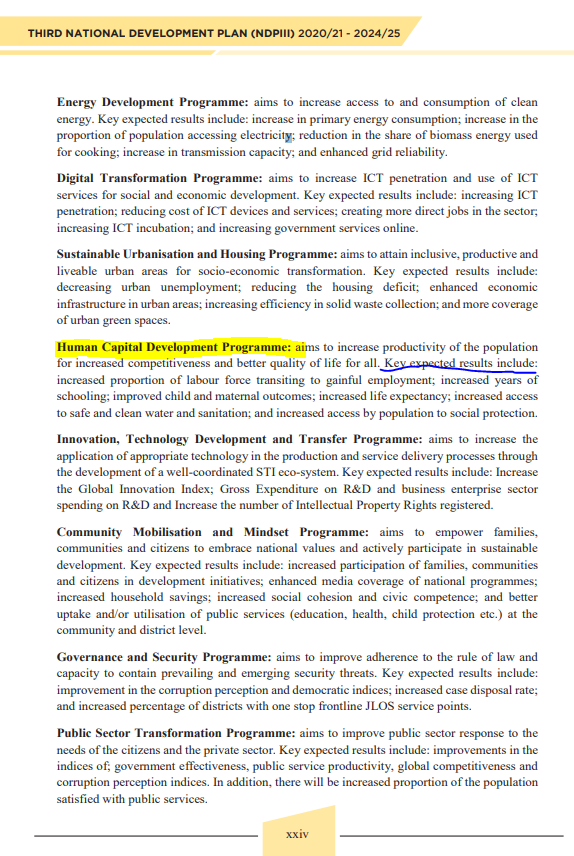 THIRD NATIONAL DEVELOPMENT PLAN (NDPIII) 2020/21 - 2024/25
Energy Development Programme: aims to increase access to and consumption of clean
energy. Key expected results include: increase in primary energy consumption; increase in the
proportion of population accessing electricity; reduction in the share of biomass energy used
for cooking; increase in transmission capacity; and enhanced grid reliability.
Digital Transformation Programme: aims to increase ICT penetration and use of ICT
services for social and economic development. Key expected results include: increasing ICT
penetration; reducing cost of ICT devices and services; creating more direct jobs in the sector;
increasing ICT incubation; and increasing government services online.
Sustainable Urbanisation and Housing Programme: aims to attain inclusive, productive and
liveable urban areas for socio-economic transformation. Key expected results include:
decreasing urban unemployment; reducing the housing deficit; enhanced economic
infrastructure in urban areas; increasing efficiency in solid waste collection; and more coverage
of urban green spaces.
Human Capital Development Programme: aims to increase productivity of the population
for increased competitiveness and better quality of life for all. Key expected results include:
increased proportion of labour force transiting to gainful employment; increased years of
schooling; improved child and maternal outcomes; increased life expectancy; increased access
to safe and clean water and sanitation; and increased access by population to social protection.
Innovation, Technology Development and Transfer Programme: aims to increase the
application of appropriate technology in the production and service delivery processes through
the development of a well-coordinated STI eco-system. Key expected results include: Increase
the Global Innovation Index; Gross Expenditure on R&D and business enterprise sector
spending on R&D and Increase the number of Intellectual Property Rights registered.
Community Mobilisation and Mindset Programme: aims to empower families,
communities and citizens to embrace national values and actively participate in sustainable
development. Key expected results include: increased participation of families, communities
and citizens in development initiatives; enhanced media coverage of national programmes;
increased household savings; increased social cohesion and civic competence; and better
uptake and/or utilisation of public services (education, health, child protection etc.) at the
community and district level.
Governance and Security Programme: aims to improve adherence to the rule of law and
capacity to contain prevailing and emerging security threats. Key expected results include:
improvement in the corruption perception and democratic indices; increased case disposal rate;
and increased percentage of districts with one stop frontline JLOS service points.
Public Sector Transformation Programme: aims to improve public sector response to the
needs of the citizens and the private sector. Key expected results include: improvements in the
indices of; government effectiveness, public service productivity, global competitiveness and
corruption perception indices. In addition, there will be increased proportion of the population
satisfied with public services.
xxiv